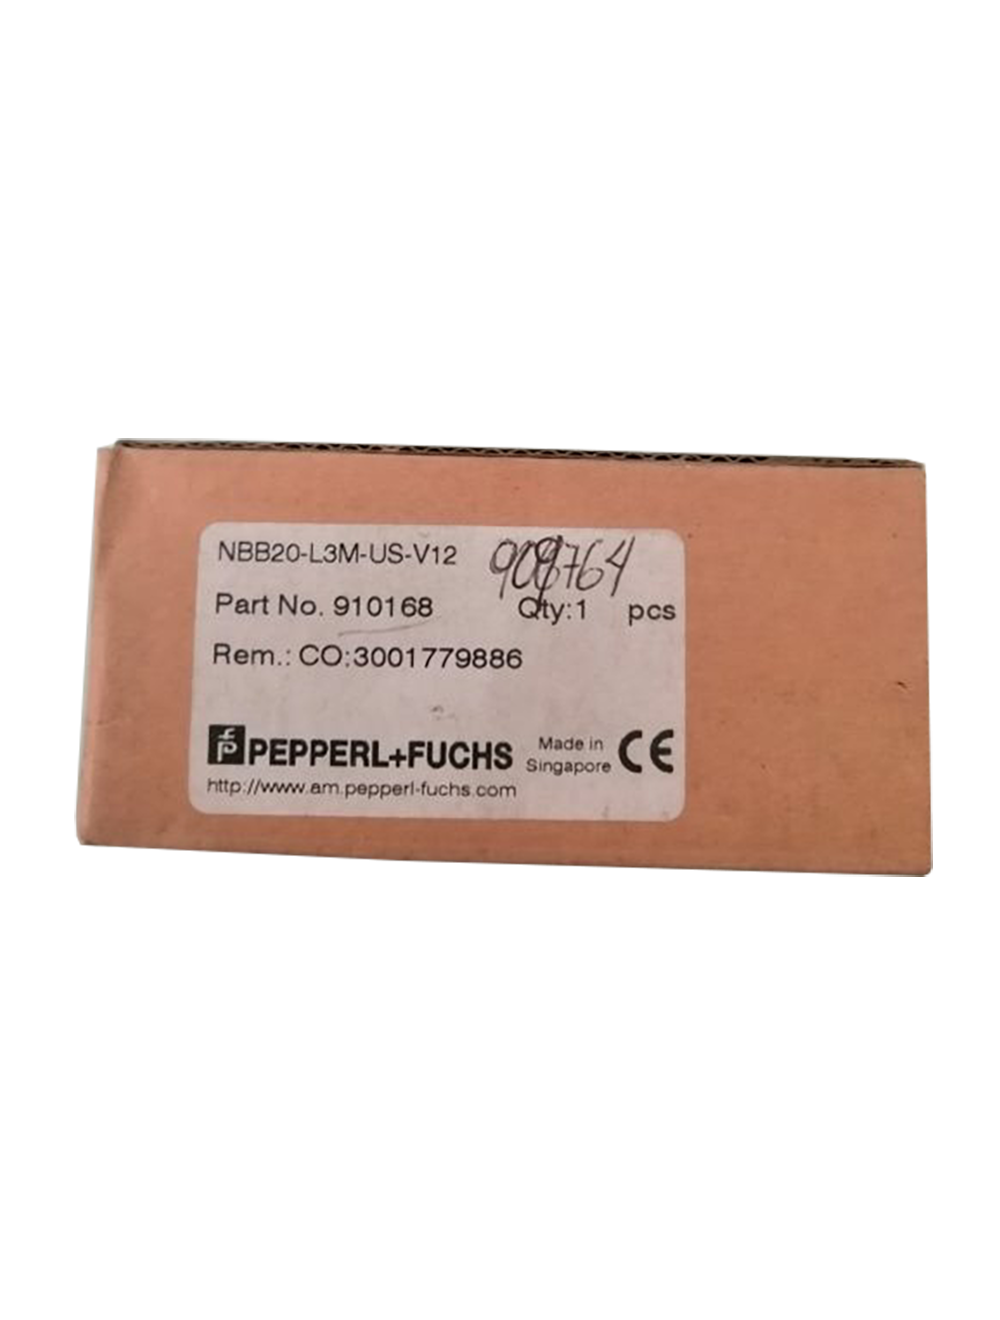 NBB20-L3M-US-V12
Part No. 910168 Qty:1 pcs
Rem.: CO:3001779886
PEPPERL+FUCHS Made in Singapore CE
http://www.am.pepperl-fuchs.com